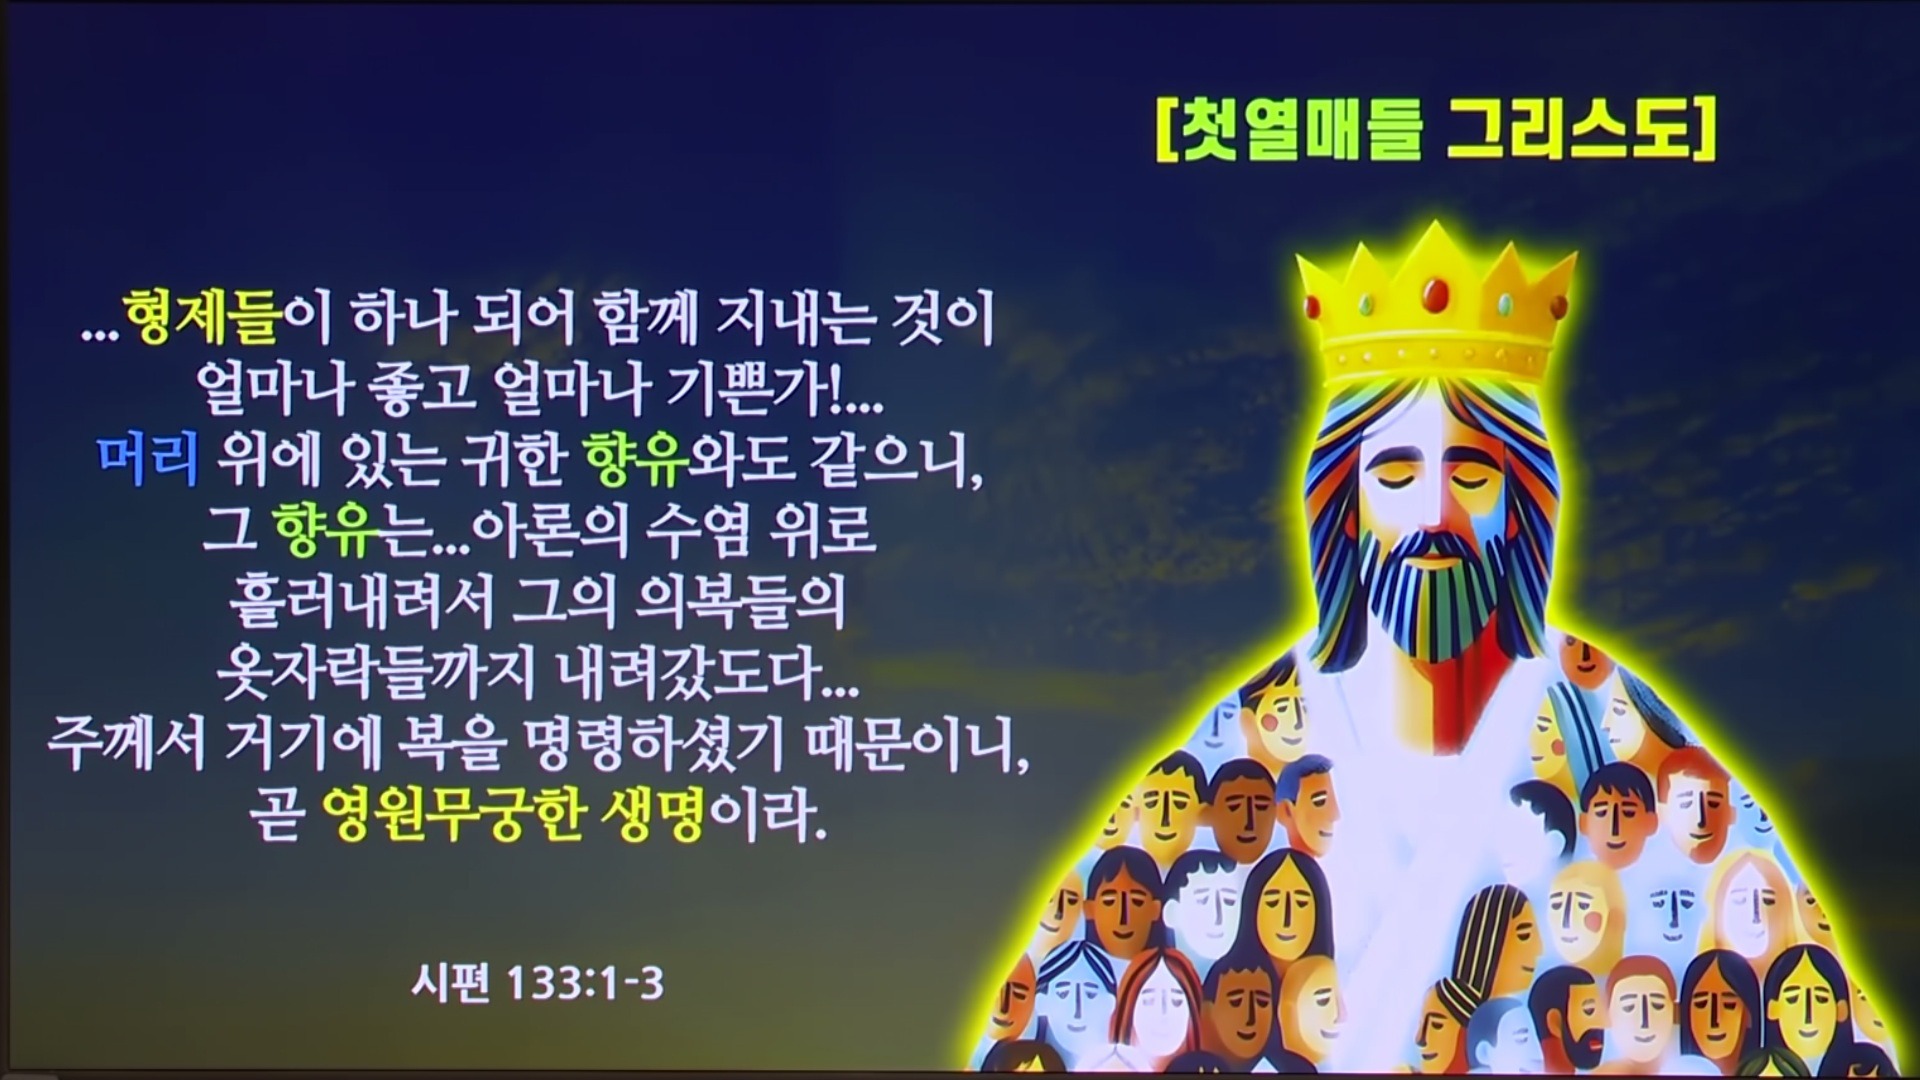 [첫열매들 그리스도]
...형제들이 하나 되어 함께 지내는 것이
얼마나 좋고 얼마나 기쁜가!...
머리 위에 있는 귀한 향유와도 같으니,
그 향유는...아론의 수염 위로
흘러내려서 그의 의복들의
옷자락들까지 내려갔도다...
주께서 거기에 복을 명령하셨기 때문이니,
곧 영원무궁한 생명이라.
시편 133:1-3